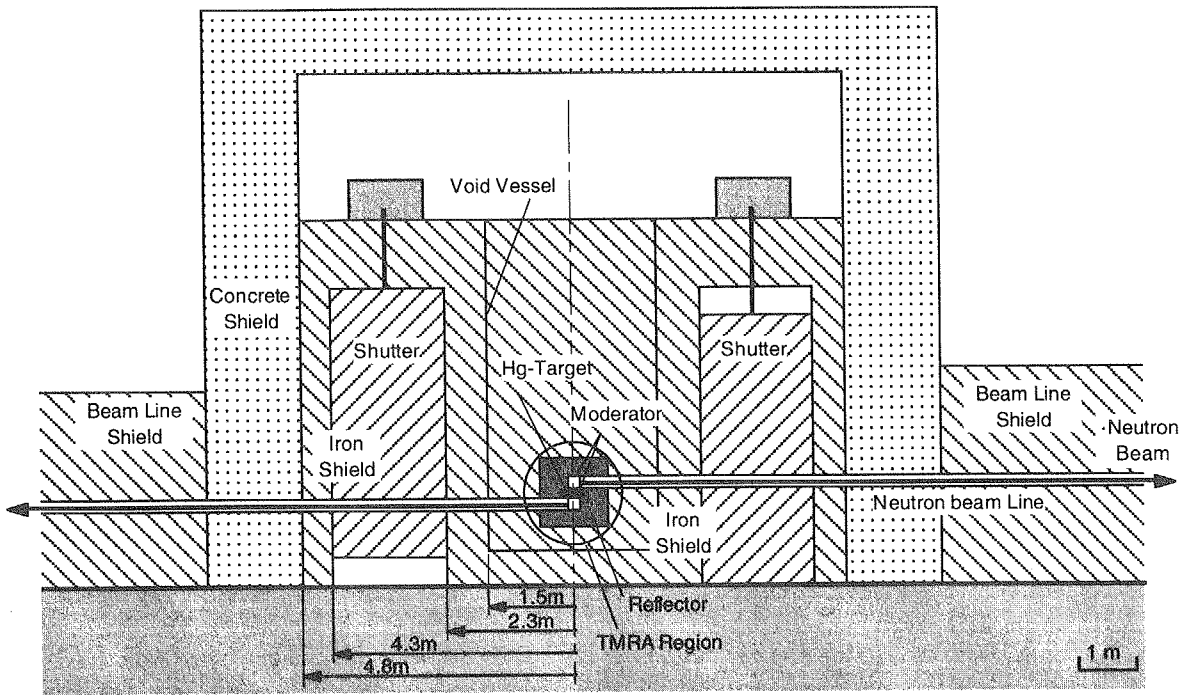 Void Vessel
Concrete
Shield
Shutter
Shutter
Hg-Target
Beam Line
Shield
Moderator
Beam Line
Shield
Neutron
Beam
Iron
Shield
Neutron beam Line
Iron
Shield
1.5m
Reflector
2.3m
TMRA Region
4.3m
1 m
4.8m